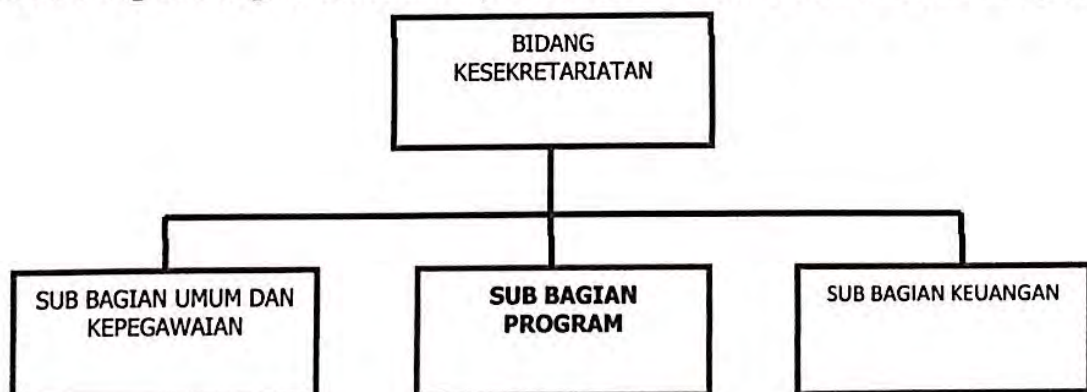 BIDANG
KESEKRETARIATAN
SUB BAGIAN UMUM DAN
KEPEGAWAIAN
SUB BAGIAN
PROGRAM
SUB BAGIAN KEUANGAN